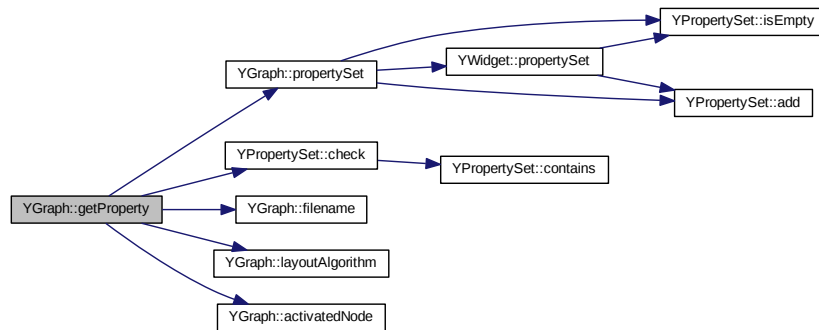 YPropertySet::isEmpty
YWidget::propertySet
YGraph::propertySet
YPropertySet::add
YPropertySet::check
YPropertySet::contains
YGraph::getProperty
YGraph::filename
YGraph::layoutAlgorithm
YGraph::activatedNode